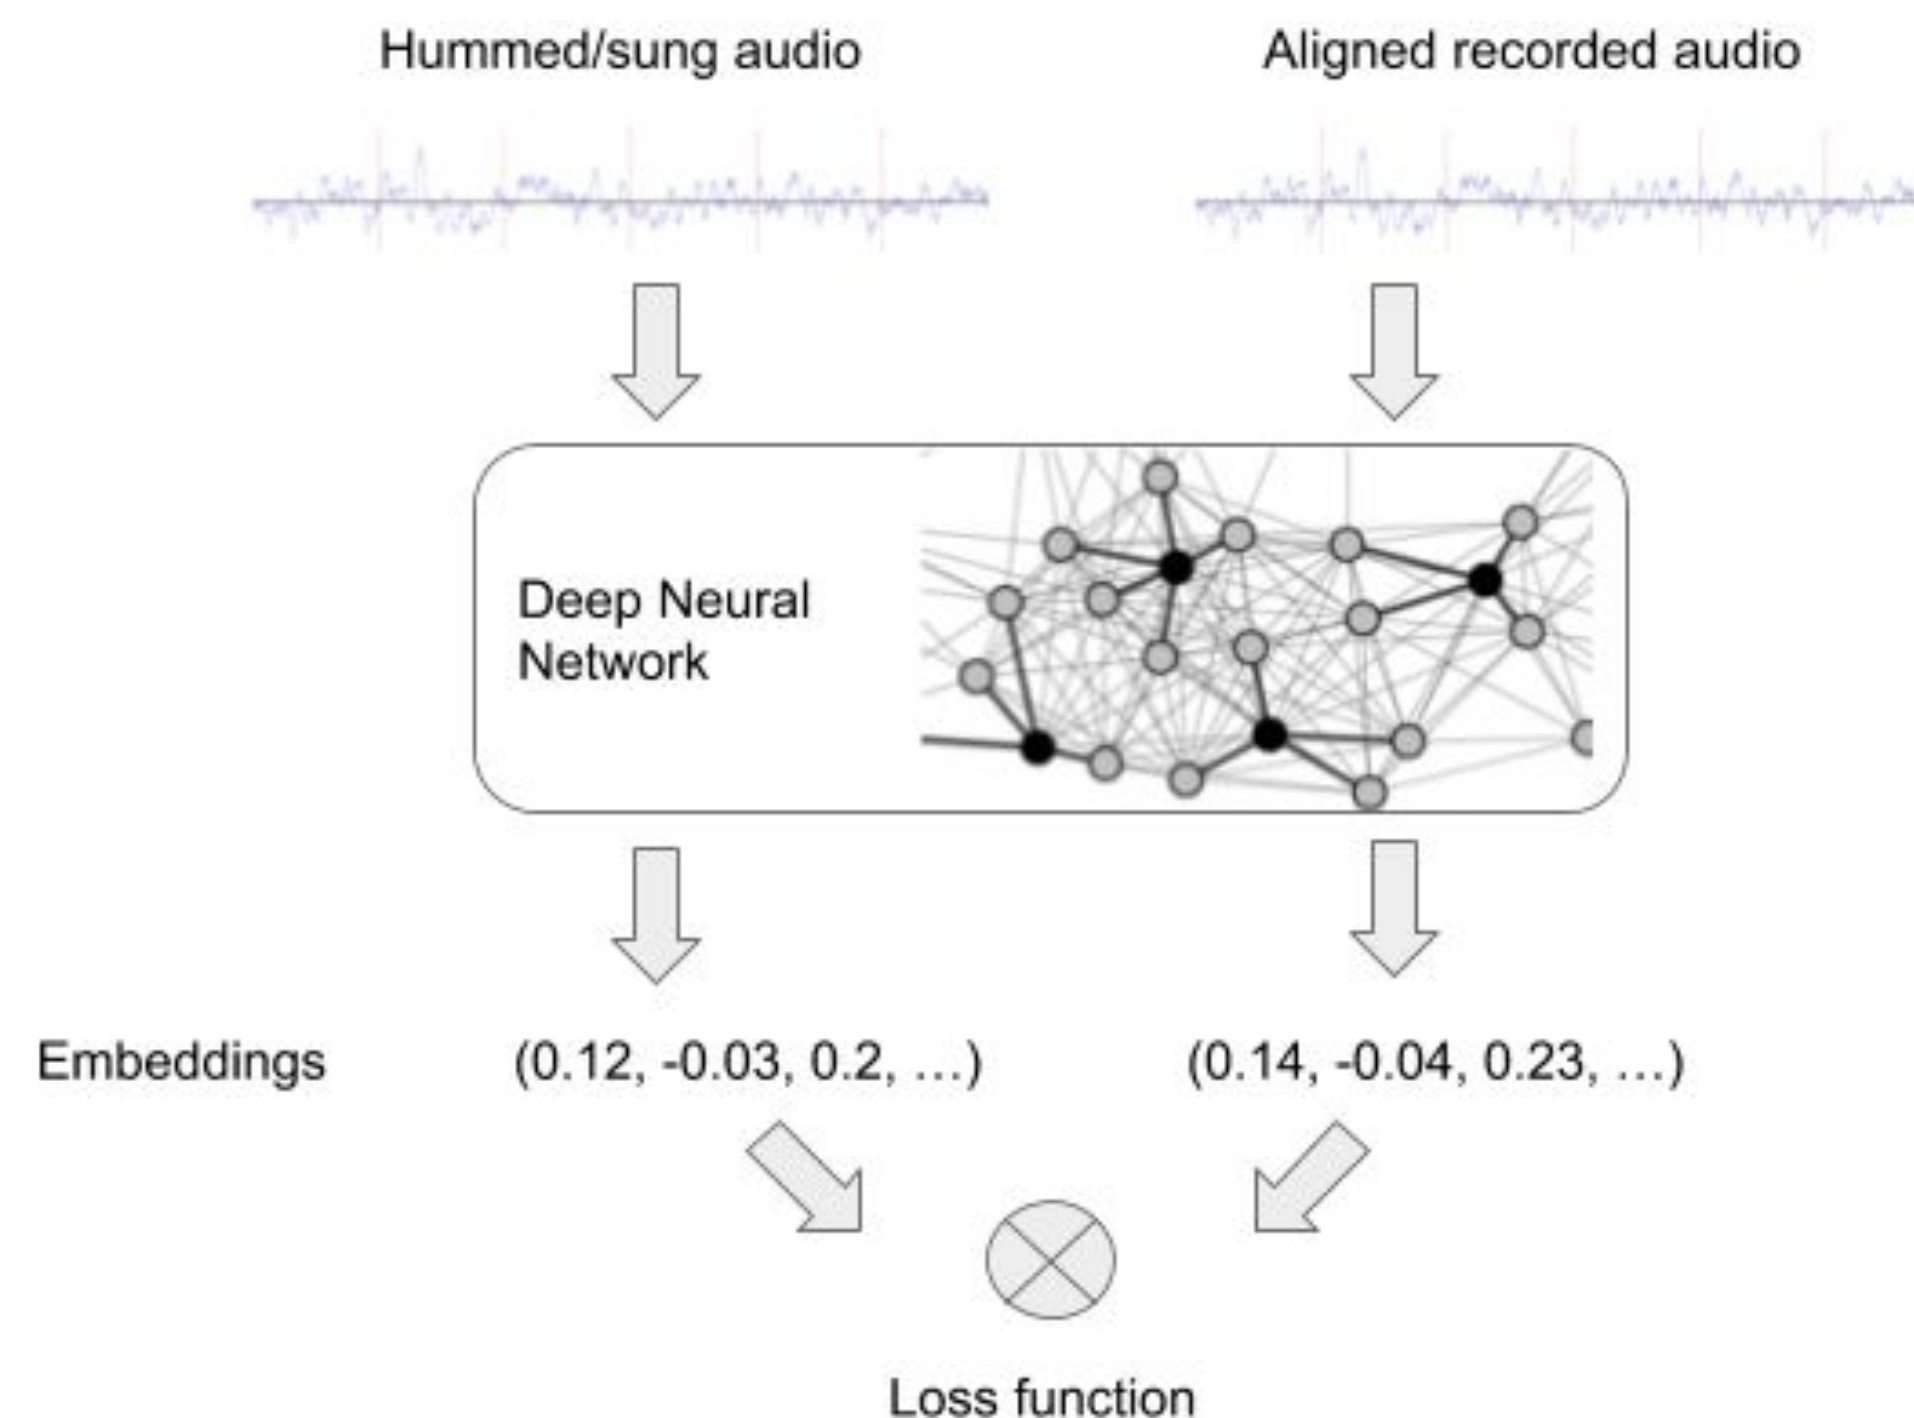 Hummed/sung audio
Aligned recorded audio
Deep Neural
Network
Embeddings
(0.12, -0.03, 0.2, …)
(0.14, -0.04, 0.23, …)
Loss function